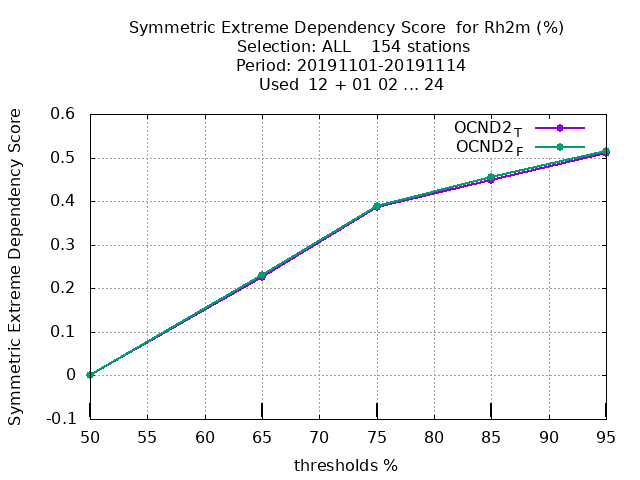 Symmetric Extreme Dependency Score  for Rh2m (%)
Selection: ALL    154 stations
Period: 20191101-20191114
Used  12 + 01 02 ... 24
Symmetric Extreme Dependency Score
0.6
0.5
0.4
0.3
0.2
0.1
0
-0.1
OCND2T
OCND2F
50 55 60 65 70 75 80 85 90 95
thresholds %